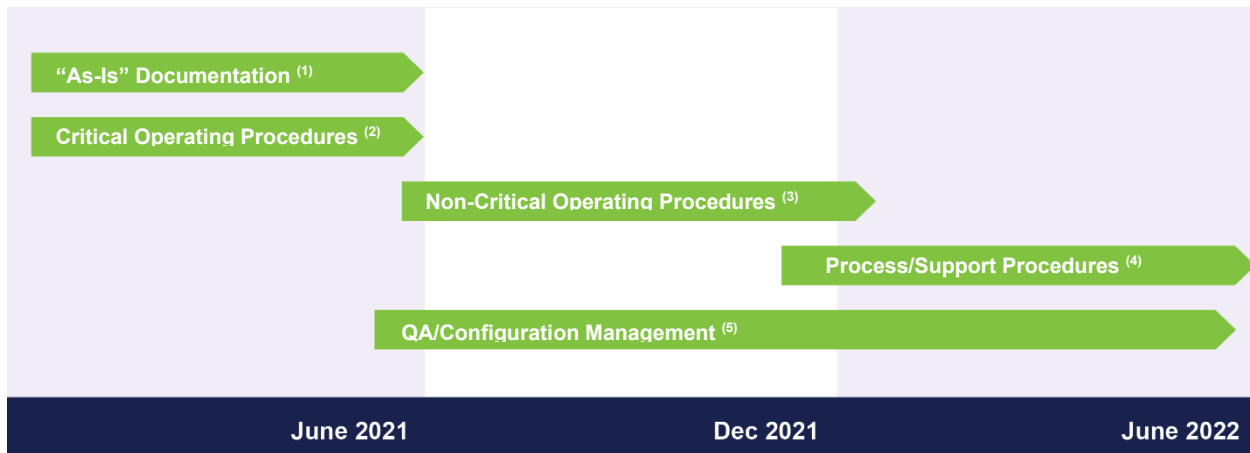 “As-Is” Documentation (1)
Critical Operating Procedures (2)
Non-Critical Operating Procedures (3)
Process/Support Procedures (4)
QA/Configuration Management (5)
June 2021 Dec 2021 June 2022